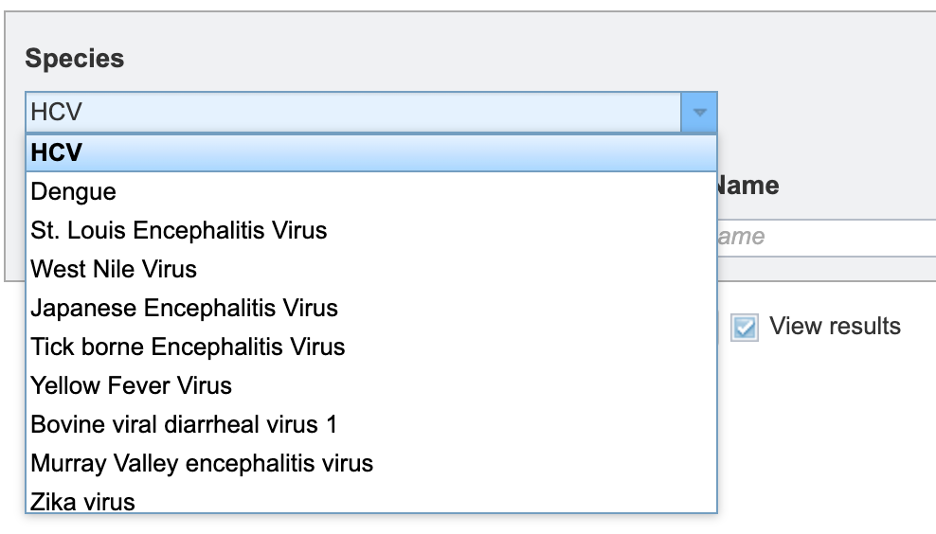 Species
HCV
HCV
Dengue
St. Louis Encephalitis Virus
West Nile Virus
Japanese Encephalitis Virus
Tick borne Encephalitis Virus
Yellow Fever Virus
Bovine viral diarrheal virus 1
Murray Valley encephalitis virus
Zika virus
Name
ame
View results